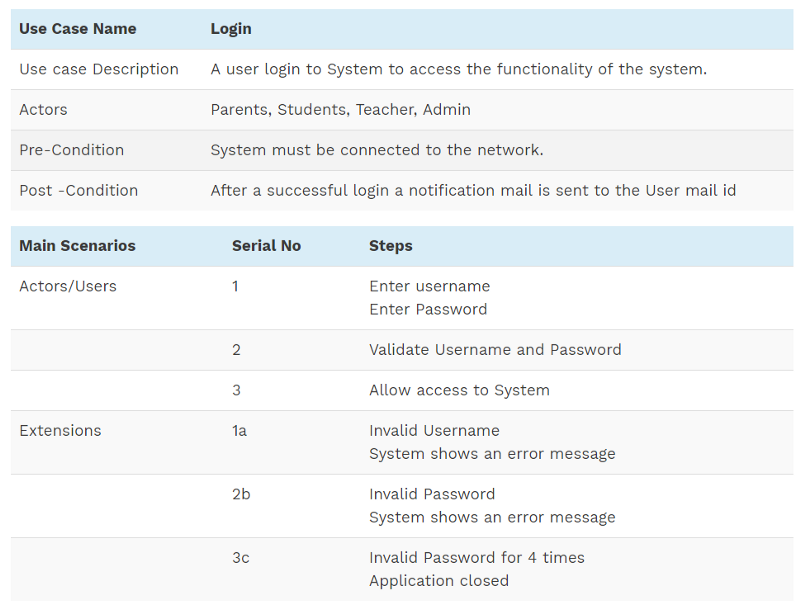 Use Case Name Login
Use case Description A user login to System to access the functionality of the system.
Actors Parents, Students, Teacher, Admin
Pre-Condition System must be connected to the network.
Post -Condition After a successful login a notification mail is sent to the User mail id
Main Scenarios Serial No Steps
Actors/Users 1 Enter username
Enter Password
2 Validate Username and Password
3 Allow access to System
Extensions 1a Invalid Username
System shows an error message
2b Invalid Password
System shows an error message
3c Invalid Password for 4 times
Application closed